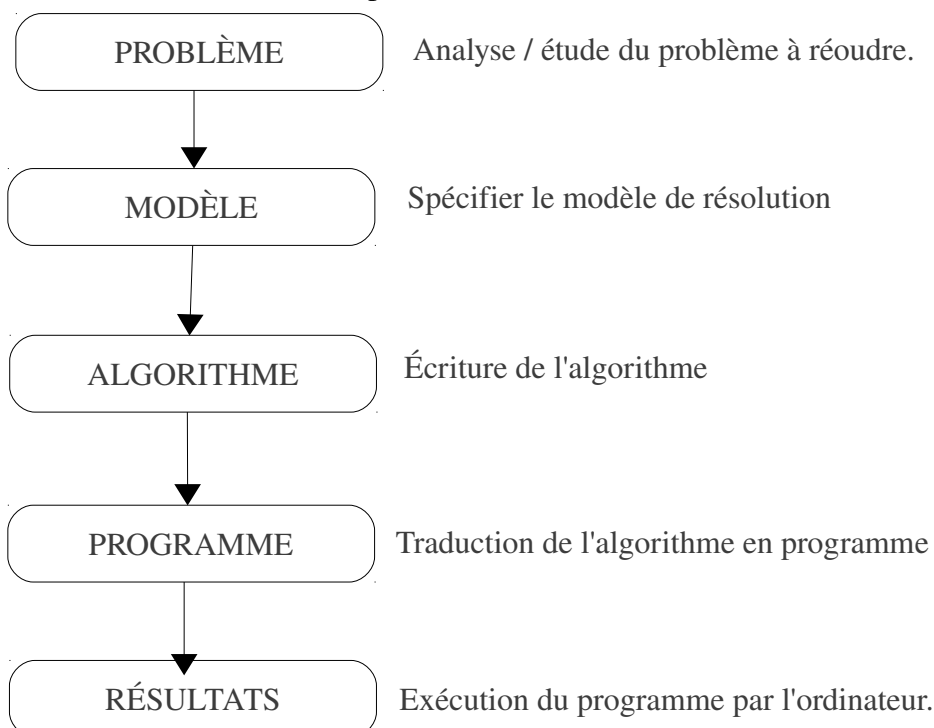 PROBLÈME Analyse / étude du problème à réoudre.
MODÈLE Spécifier le modèle de résolution
ALGORITHME Écriture de l'algorithme
PROGRAMME Traduction de l'algorithme en programme
RÉSULTATS Exécution du programme par l'ordinateur.